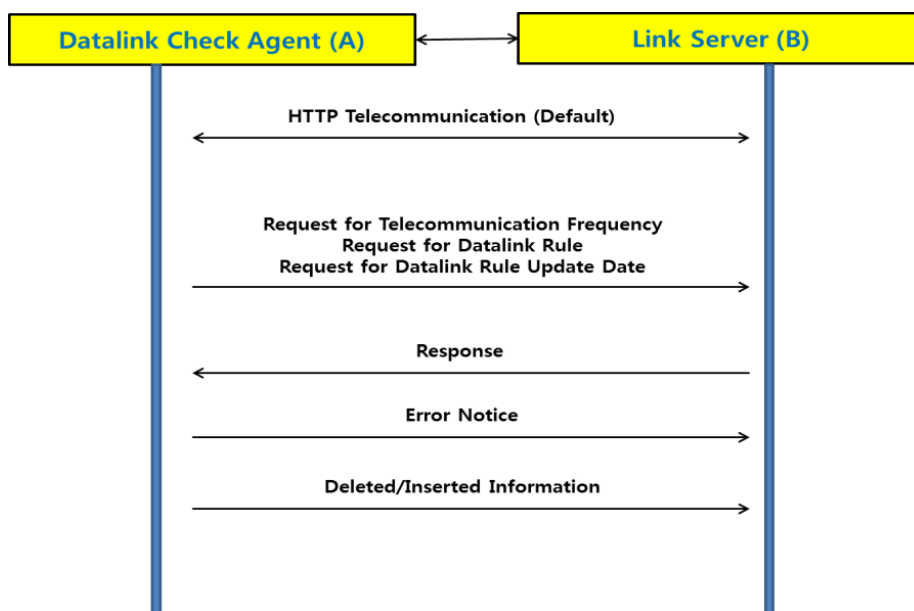 Datalink Check Agent (A)
Link Server (B)
HTTP Telecommunication (Default)
Request for Telecommunication Frequency
Request for Datalink Rule
Request for Datalink Rule Update Date
Response
Error Notice
Deleted/Inserted Information